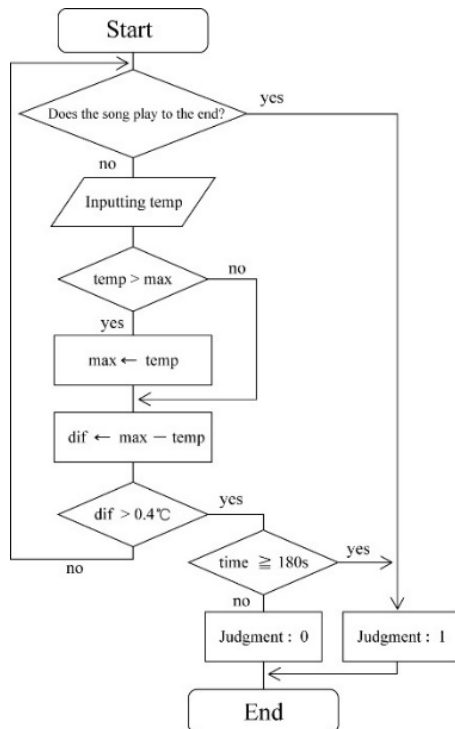 Start
Does the song play to the end?
yes
no
Inputting temp
temp > max
no
yes
max ← temp
dif ← max − temp
dif > 0.4℃
yes
no
time ≧ 180s
yes
no
Judgment : 0
Judgment : 1
End